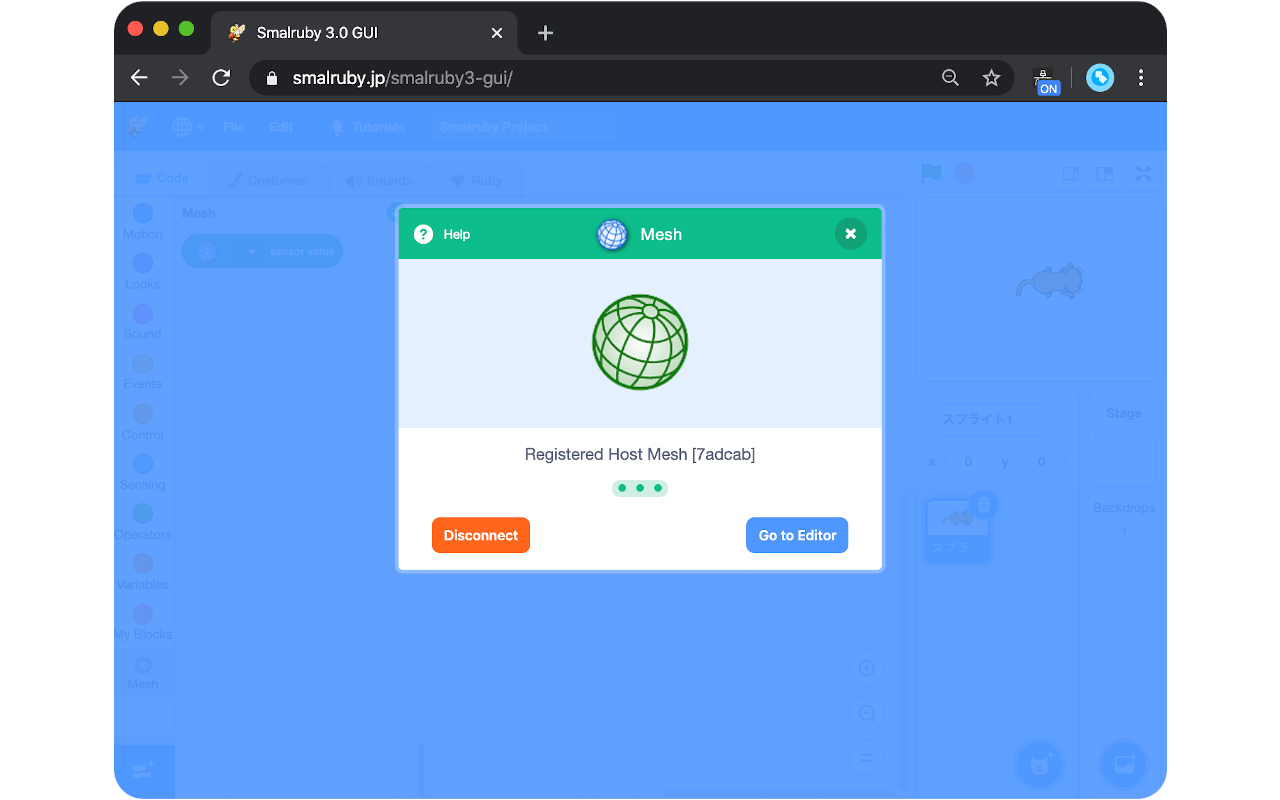 Smalruby 3.0 GUI
smalruby.jp/smalruby3-gui/
ON
File Edit Tutorials Smalruby Project
Code Costumes Sounds Ruby
Mesh
sensor value
Motion
Looks
Sound
Events
Control
Sensing
Operators
Variables
My Blocks
Mesh
Help
Mesh
Registered Host Mesh [7adcab]
Disconnect
Go to Editor
スプライト1
x 0 y 0
スプラ...
Stage
Backdrops
1